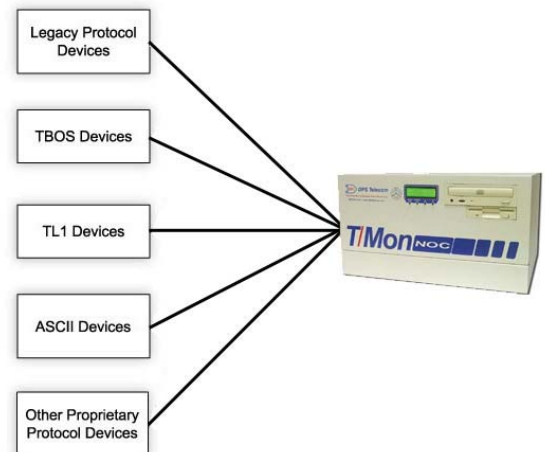 Legacy Protocol
Devices
TBOS Devices
TL1 Devices
ASCII Devices
Other Proprietary
Protocol Devices
DPS Telecom
T/Mon NOC